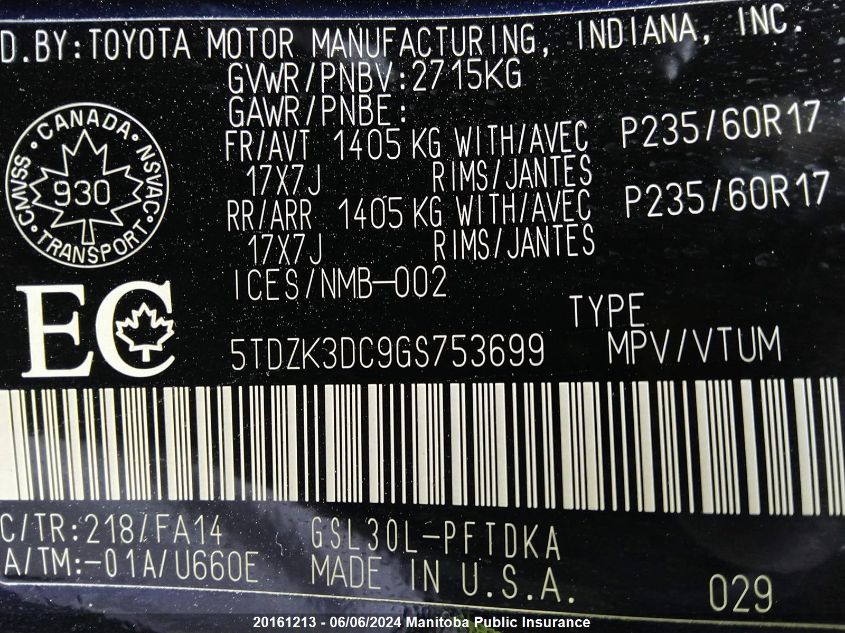 D.BY:TOYOTA MOTOR MANUFACTURING, INDIANA, INC.
GVWR/PNBV:2715KG
GAWR/PNBE:
FR/AVT 1405 KG WITH/AVEC P235/60R17
17X7J RIMS/JANTES
RR/ARR 1405 KG WITH/AVEC P235/60R17
17X7J RIMS/JANTES
ICES/NMB-002
CANADA
CMVSS 930 NSVAC
TRANSPORT
EC
TYPE
5TDZK3DC9GS753699 MPV/VTUM
C/TR:218/FA14 GSL30L-PFTDKA
A/TM:-01A/U660E MADE IN U.S.A. 029
20161213 - 06/06/2024 Manitoba Public Insurance